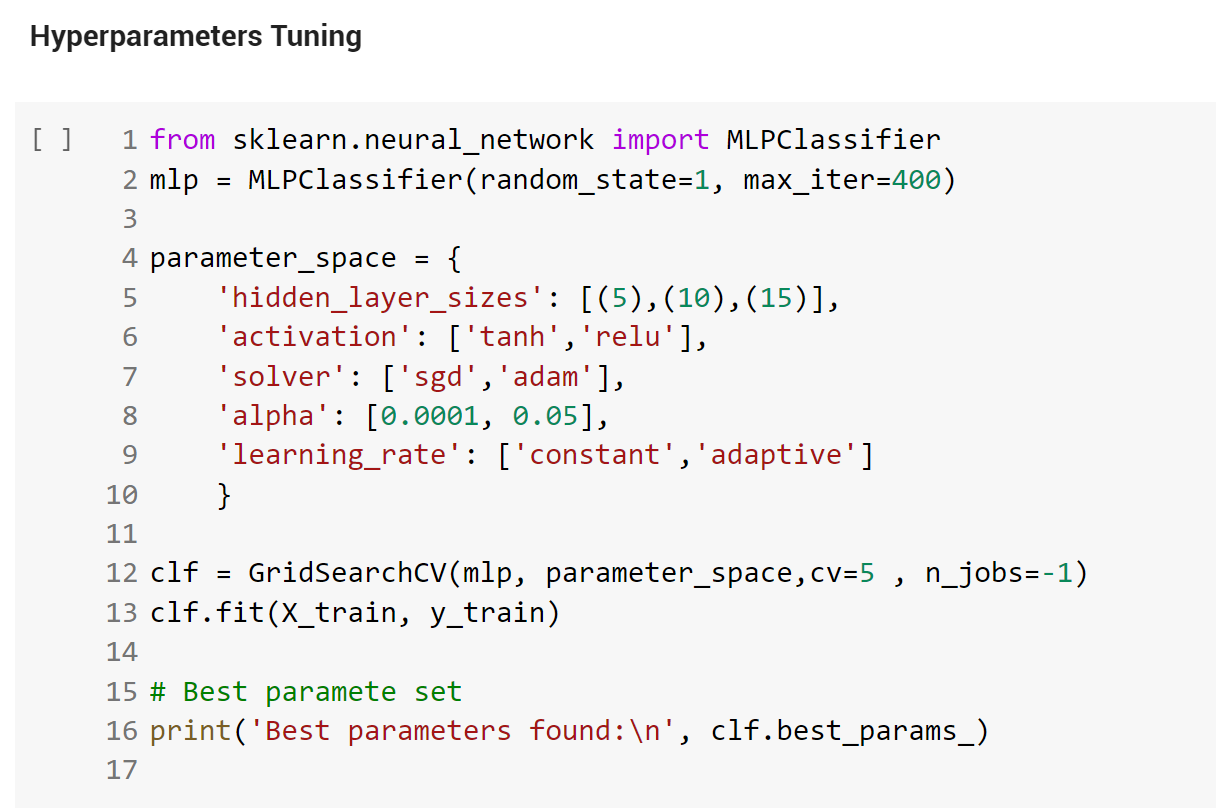 Hyperparameters Tuning
[ ] 1 from sklearn.neural_network import MLPClassifier
2 mlp = MLPClassifier(random_state=1, max_iter=400)
3
4 parameter_space = {
5     'hidden_layer_sizes': [(5),(10),(15)],
6     'activation': ['tanh','relu'],
7     'solver': ['sgd','adam'],
8     'alpha': [0.0001, 0.05],
9     'learning_rate': ['constant','adaptive']
10     }
11
12 clf = GridSearchCV(mlp, parameter_space,cv=5 , n_jobs=-1)
13 clf.fit(X_train, y_train)
14
15 # Best paramete set
16 print('Best parameters found:\n', clf.best_params_)
17